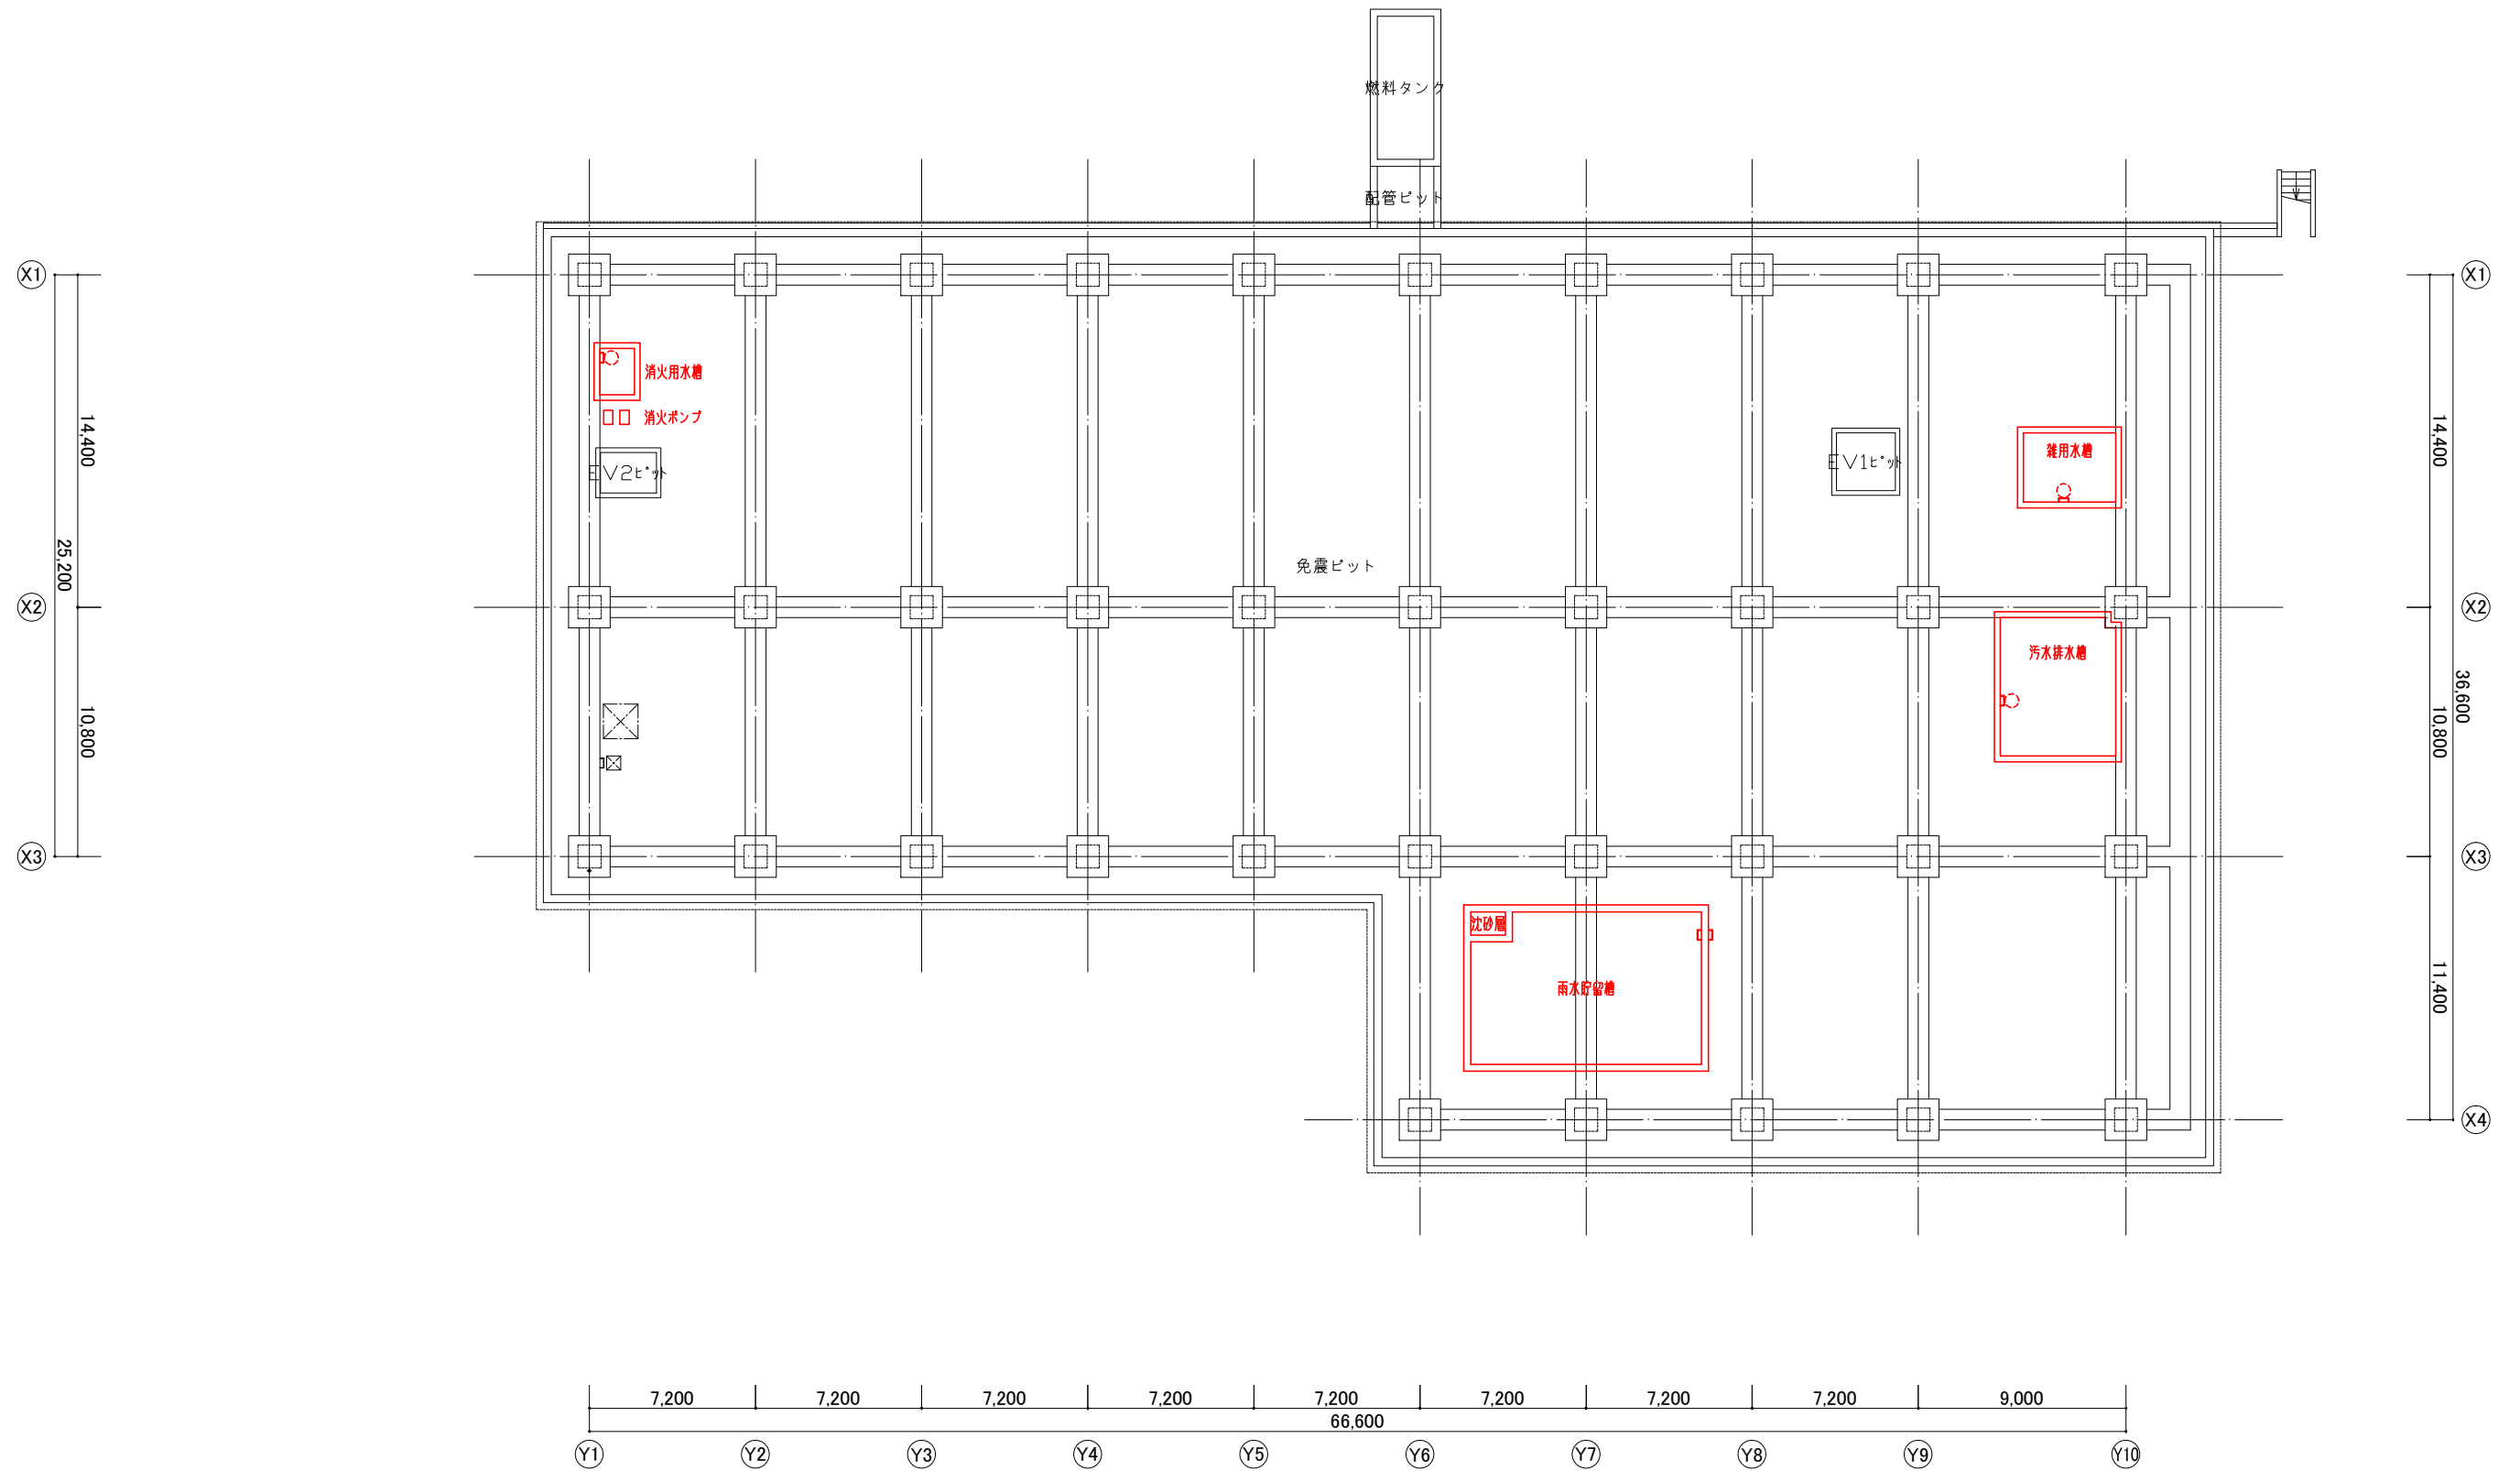 燃料タンク
配管ピット
X1
X1
消火用水槽
消火ポンプ
14,400
14,400
雑用水槽
EV2ピット
EV1ピット
免震ピット
25,200
X2
X2
汚水排水槽
36,600
10,800
10,800
X3
X3
沈砂層
雨水貯留槽
11,400
X4
7,200
7,200
7,200
7,200
7,200
7,200
7,200
7,200
9,000
66,600
Y1
Y2
Y3
Y4
Y5
Y6
Y7
Y8
Y9
Y10